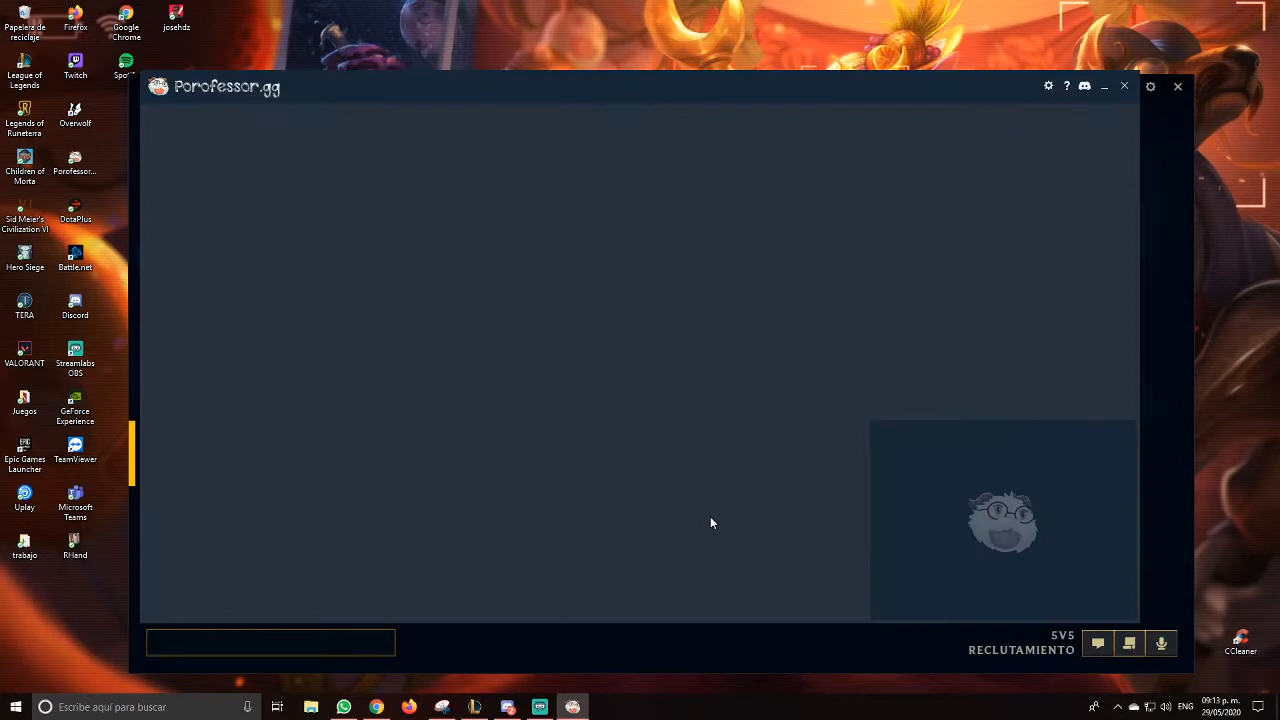 Papelera de
reciclaje
Firefox
Google
Chrome
josehdz
League of
Legends
Twitch
Spot
Legends of
Runeterra
Overwolf
Children of
Morta
Porofessor...
Sid Meier's
Civilization VI
DotaPlus
Hero Siege
Battle.net
TERA
Discord
VALORANT
Streamlabs
OBS
Juegos
GeForce
Experience
Epic Games
Launcher
TeamViewer
Uplay
Microsoft
Teams
trabajo
RHand
Porofessor.gg
?
5V5
RECLUTAMIENTO
CCleaner
Escribe aquí para buscar
ENG
09:13 p. m.
29/05/2020